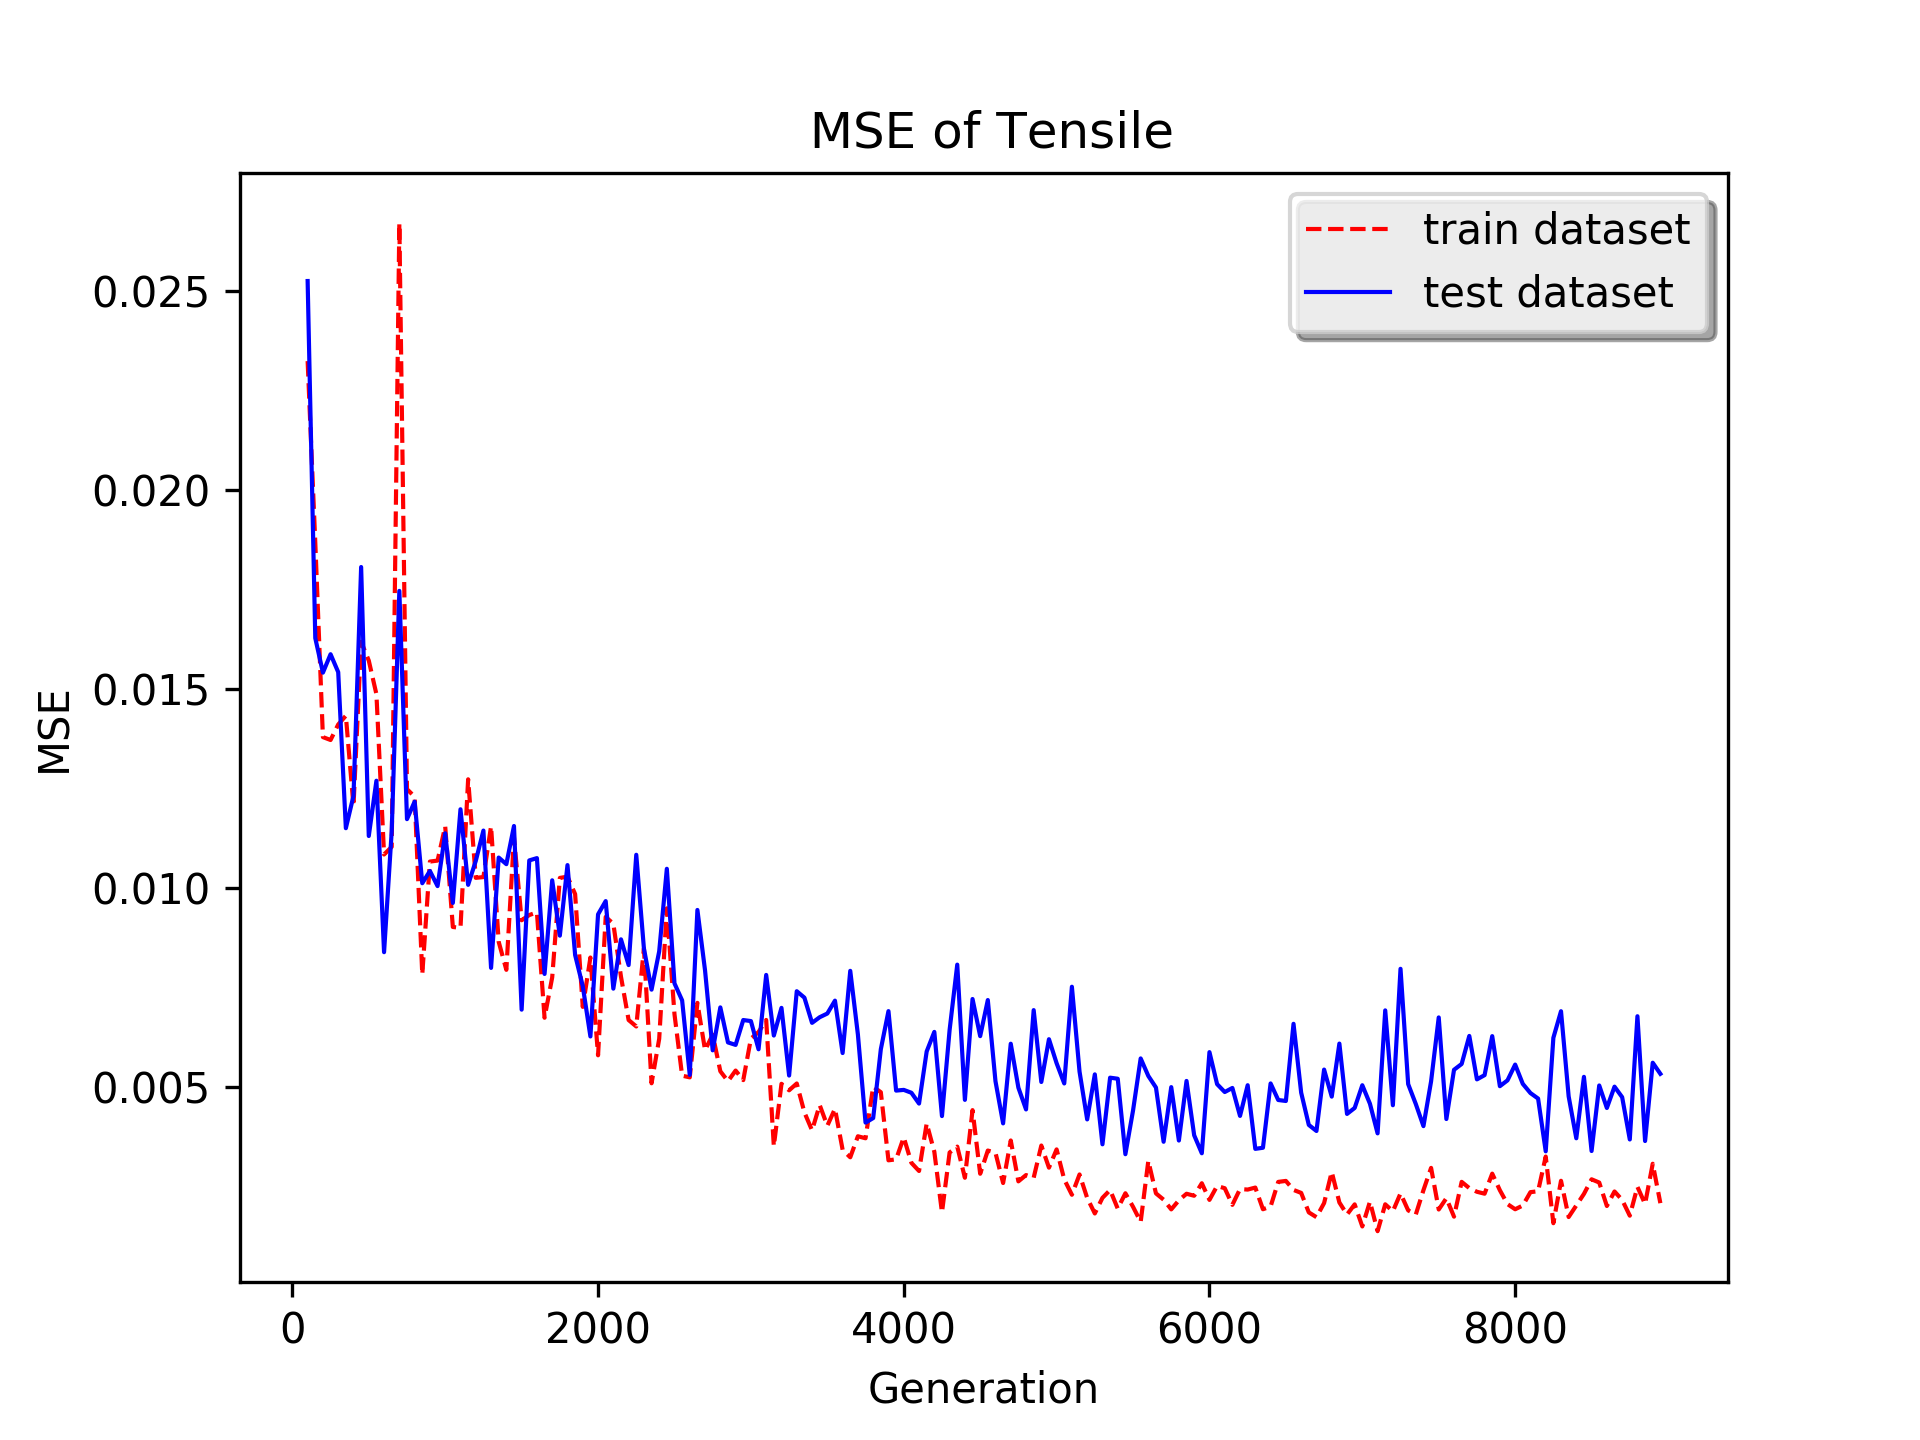 MSE of Tensile
train dataset
test dataset
MSE
0.025
0.020
0.015
0.010
0.005
0
2000
4000
6000
8000
Generation